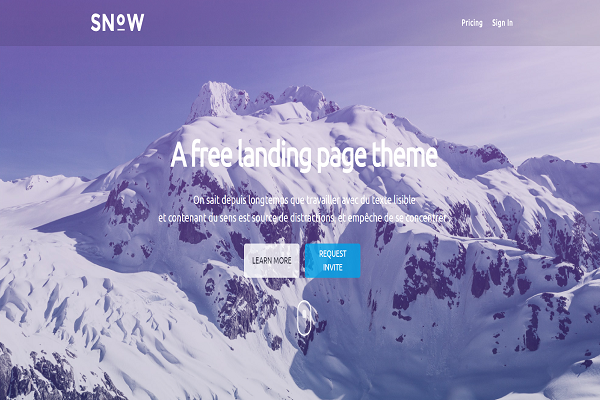 SNOW
Pricing Sign In
A free landing page theme
On sait depuis longtemps que travailler avec du texte lisible
et contenant du sens est source de distractions, et empêche de se concentrer
LEARN MORE
REQUEST
INVITE